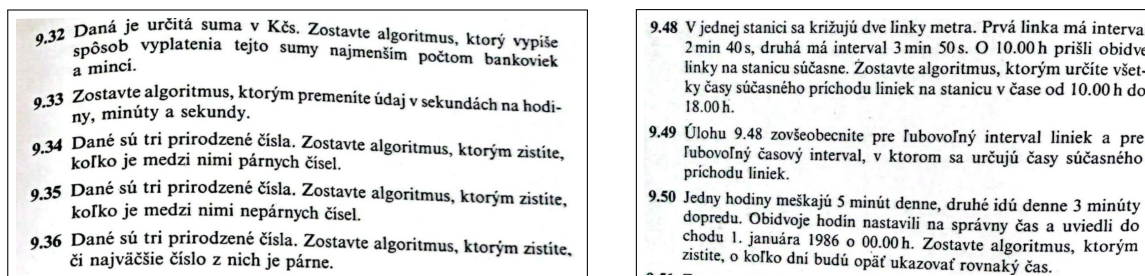 9.32 Daná je určitá suma v Kčs. Zostavte algoritmus, ktorý vypíše
spôsob vyplatenia tejto sumy najmenším počtom bankoviek
a mincí.
9.33 Zostavte algoritmus, ktorým premeníte údaj v sekundách na hodi-
ny, minúty a sekundy.
9.34 Dané sú tri prirodzené čísla. Zostavte algoritmus, ktorým zistíte,
koľko je medzi nimi párnych čísel.
9.35 Dané sú tri prirodzené čísla. Zostavte algoritmus, ktorým zistíte,
koľko je medzi nimi nepárnych čísel.
9.36 Dané sú tri prirodzené čísla. Zostavte algoritmus, ktorým zistíte,
či najväčšie číslo z nich je párne.
9.48 V jednej stanici sa križujú dve linky metra. Prvá linka má interval
2 min 40 s, druhá má interval 3 min 50 s. O 10.00 h prišli obidve
linky na stanicu súčasne. Zostavte algoritmus, ktorým určíte všet-
ky časy súčasného príchodu liniek na stanicu v čase od 10.00 h do
18.00 h.
9.49 Úlohu 9.48 zovšeobecnite pre ľubovoľný interval liniek a pre
ľubovoľný časový interval, v ktorom sa určujú časy súčasného
príchodu liniek.
9.50 Jedny hodiny meškajú 5 minút denne, druhé idú denne 3 minúty
dopredu. Obidvoje hodín nastavili na správny čas a uviedli do
chodu 1. januára 1986 o 00.00 h. Zostavte algoritmus, ktorým
zistíte, o koľko dní budú opäť ukazovať rovnaký čas.